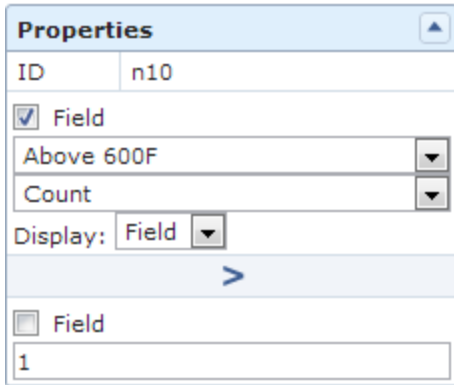 Properties
ID n10
Field
Above 600F
Count
Display: Field
>
Field
1